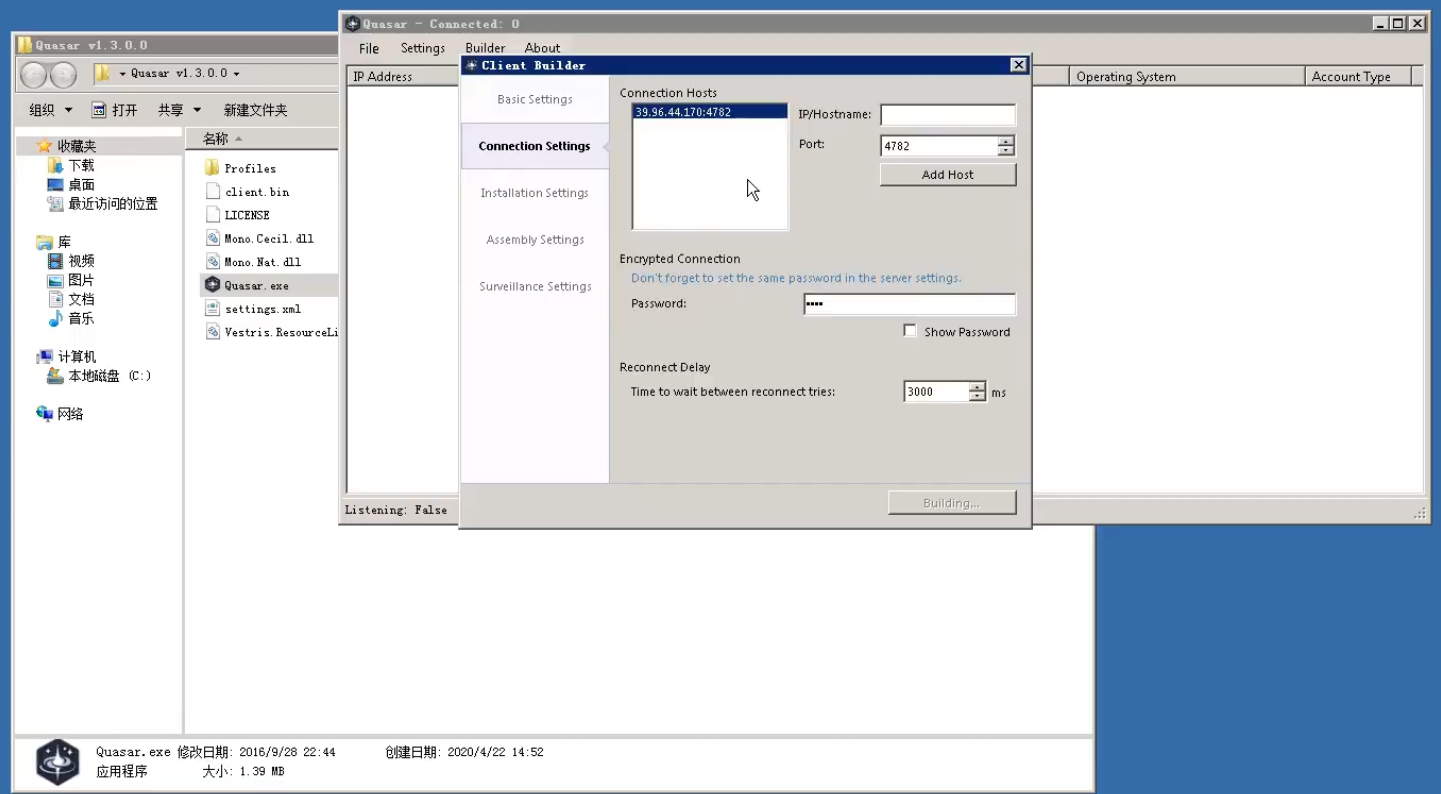 Quasar - Connected: 0
Quasar v1.3.0.0
File Settings Builder About
Client Builder
Quasar v1.3.0.0
IP Address
Operating System
Account Type
组织 打开 共享 新建文件夹
收藏夹
下载
桌面
最近访问的位置
库
视频
图片
文档
音乐
计算机
本地磁盘 (C:)
网络
名称
Profiles
client.bin
LICENSE
Mono.Cecil.dll
Mono.Nat.dll
Quasar.exe
settings.xml
Vestris.ResourceLi
Basic Settings
Connection Settings
Installation Settings
Assembly Settings
Surveillance Settings
Connection Hosts
39.96.44.170:4782
IP/Hostname:
Port: 4782
Add Host
Encrypted Connection
Don't forget to set the same password in the server settings.
Password: ••••
Show Password
Reconnect Delay
Time to wait between reconnect tries: 3000 ms
Building...
Listening: False
Quasar.exe 修改日期: 2016/9/28 22:44 创建日期: 2020/4/22 14:52
应用程序 大小: 1.39 MB